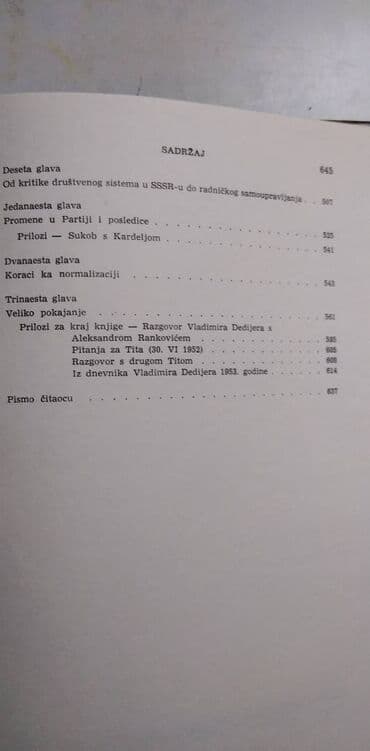 SADRŽAJ
645
Deseta glava
Od kritike društvenog sistema u SSSR-u do radničkog samoupravljanja . . 507
Jedanaesta glava
Promene u Partiji i posledice . . . . . . . . . . . . . . . 525
Prilozi — Sukob s Kardeljom . . . . . . . . . . . . . . 541
Dvanaesta glava
Koraci ka normalizaciji . . . . . . . . . . . . . . . . . 543
Trinaesta glava
Veliko pokajanje . . . . . . . . . . . . . . . . . . . . 561
Prilozi za kraj knjige — Razgovor Vladimira Dedijera s
Aleksandrom Rankovićem . . . . . . . . . . . 595
Pitanja za Tita (30. VI 1952) . . . . . . . . . . 605
Razgovor s drugom Titom . . . . . . . . . . . 608
Iz dnevnika Vladimira Dedijera 1953. godine . . . . . 614
Pismo čitaocu . . . . . . . . . . . . . . . . . . . . . 637